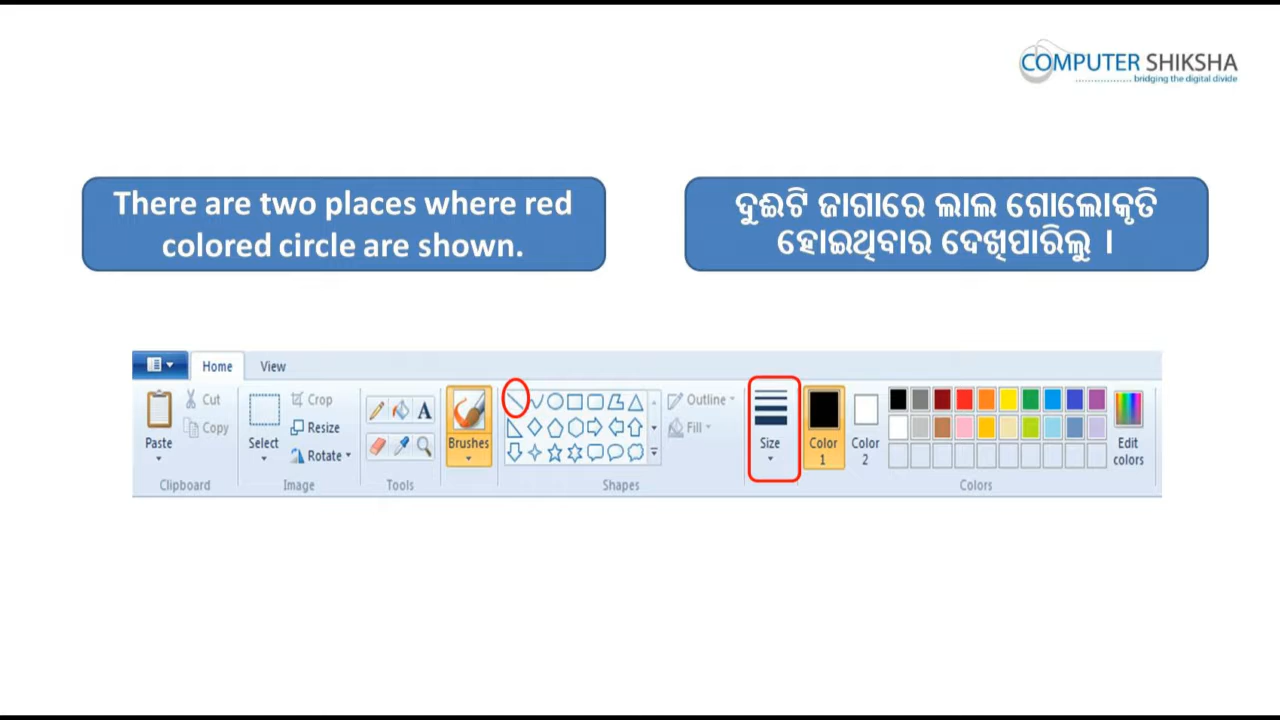 COMPUTER SHIKSHA
bridging the digital divide
There are two places where red
colored circle are shown.
ଦୁଇଟି ଜାଗାରେ ଲାଲ ଗୋଲୋକୃତି
ହୋଇଥିବାର ଦେଖିପାରିଲୁ ।
Home View
Paste
Cut
Copy
Clipboard
Select
Crop
Resize
Rotate
Image
A
Tools
Brushes
Outline
Fill
Shapes
Size
Color
1
Color
2
Edit
colors
Colors